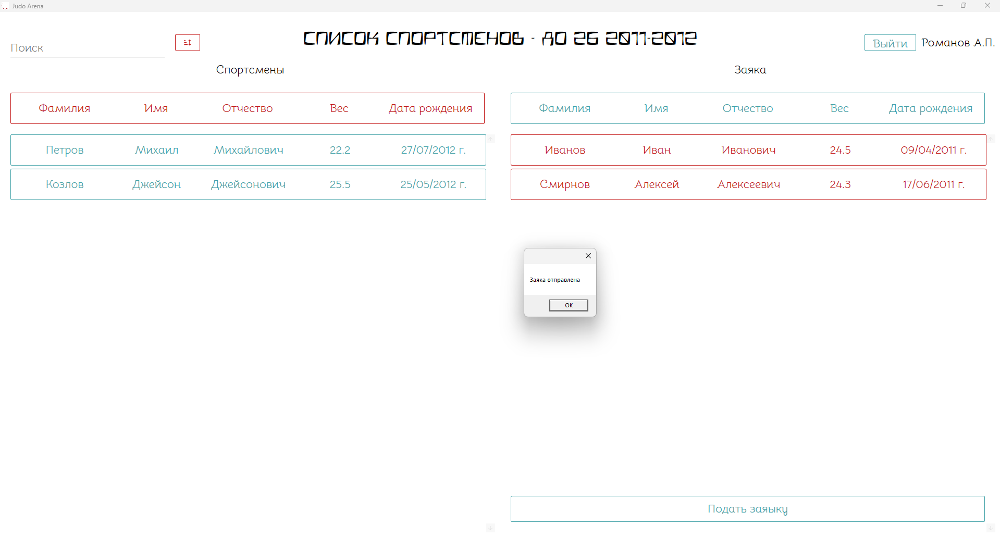 Judo Arena
Поиск
СПИСОК СПОРТСМЕНОВ - ДО 26 2011-2012
Выйти
Романов А.П.
Спортсмены
Заяка
Фамилия Имя Отчество Вес Дата рождения
Фамилия Имя Отчество Вес Дата рождения
Петров Михаил Михайлович 22.2 27/07/2012 г.
Иванов Иван Иванович 24.5 09/04/2011 г.
Козлов Джейсон Джейсонович 25.5 25/05/2012 г.
Смирнов Алексей Алексеевич 24.3 17/06/2011 г.
Заяка отправлена
ОК
Подать заяыку